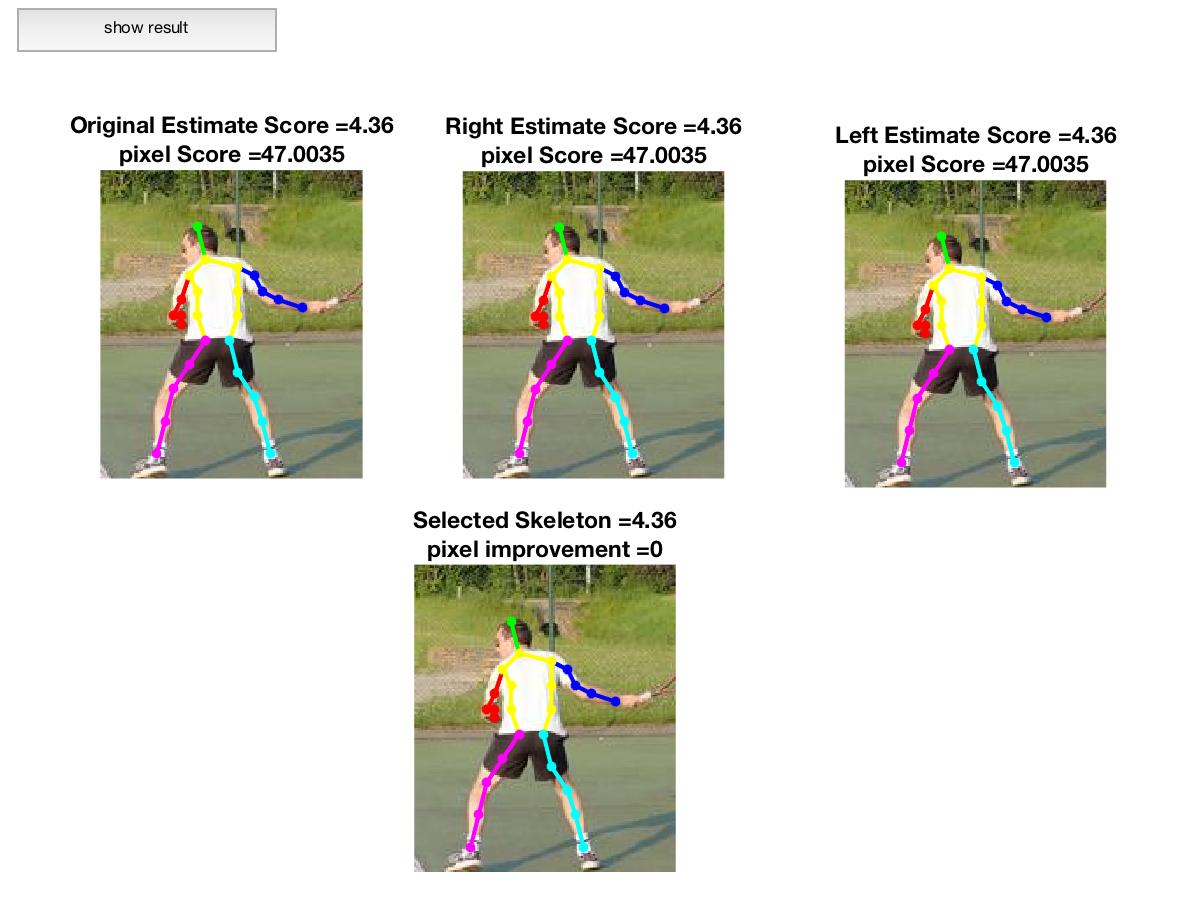 show result
Original Estimate Score =4.36
pixel Score =47.0035
Right Estimate Score =4.36
pixel Score =47.0035
Left Estimate Score =4.36
pixel Score =47.0035
Selected Skeleton =4.36
pixel improvement =0